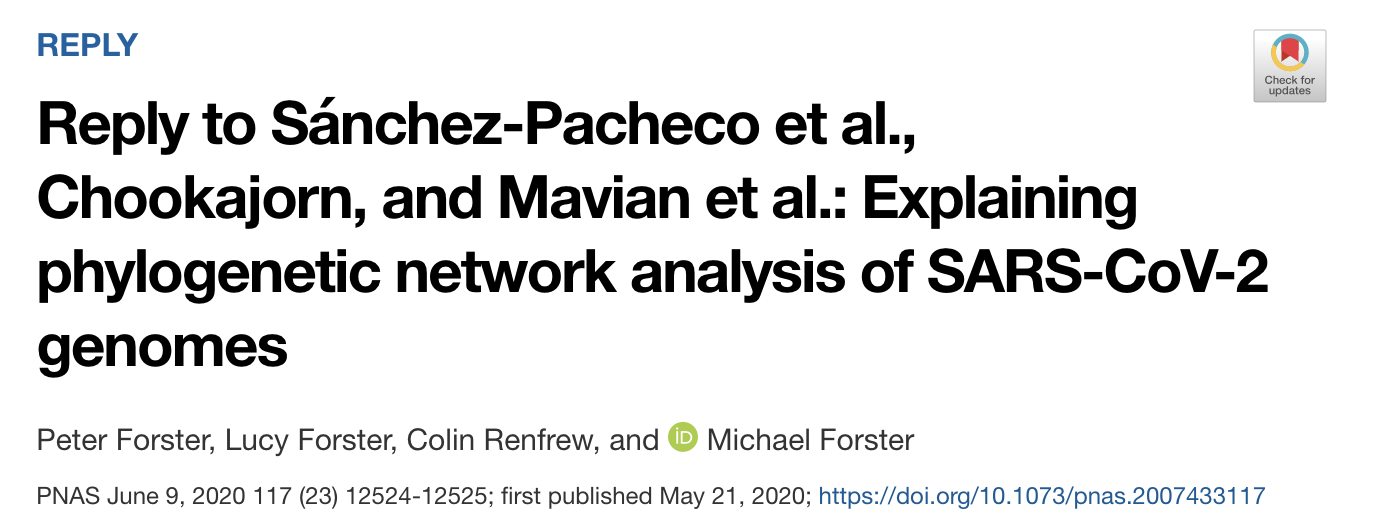 REPLY
Check for
updates
Reply to Sánchez-Pacheco et al.,
Chookajorn, and Mavian et al.: Explaining
phylogenetic network analysis of SARS-CoV-2
genomes
Peter Forster, Lucy Forster, Colin Renfrew, and iD Michael Forster
PNAS June 9, 2020 117 (23) 12524-12525; first published May 21, 2020; https://doi.org/10.1073/pnas.2007433117